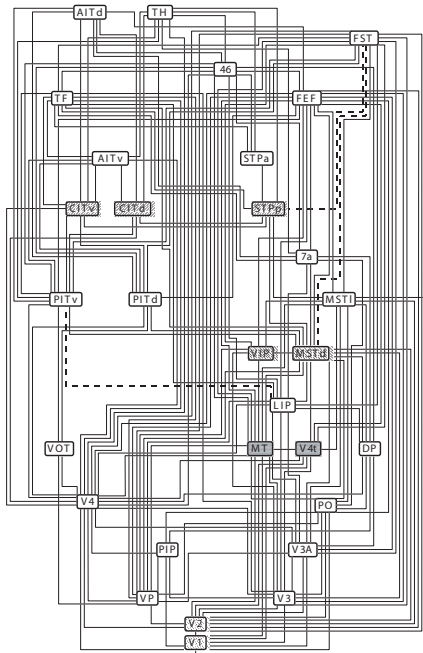 AITd TH
FST
46
TF FEF
AITv STPa
CITv CITd STPp
7a
PITv PITd MSTl
VIP MSTd
LIP
VOT MT V4t DP
V4 PO
PIP V3A
VP V3
V2
V1